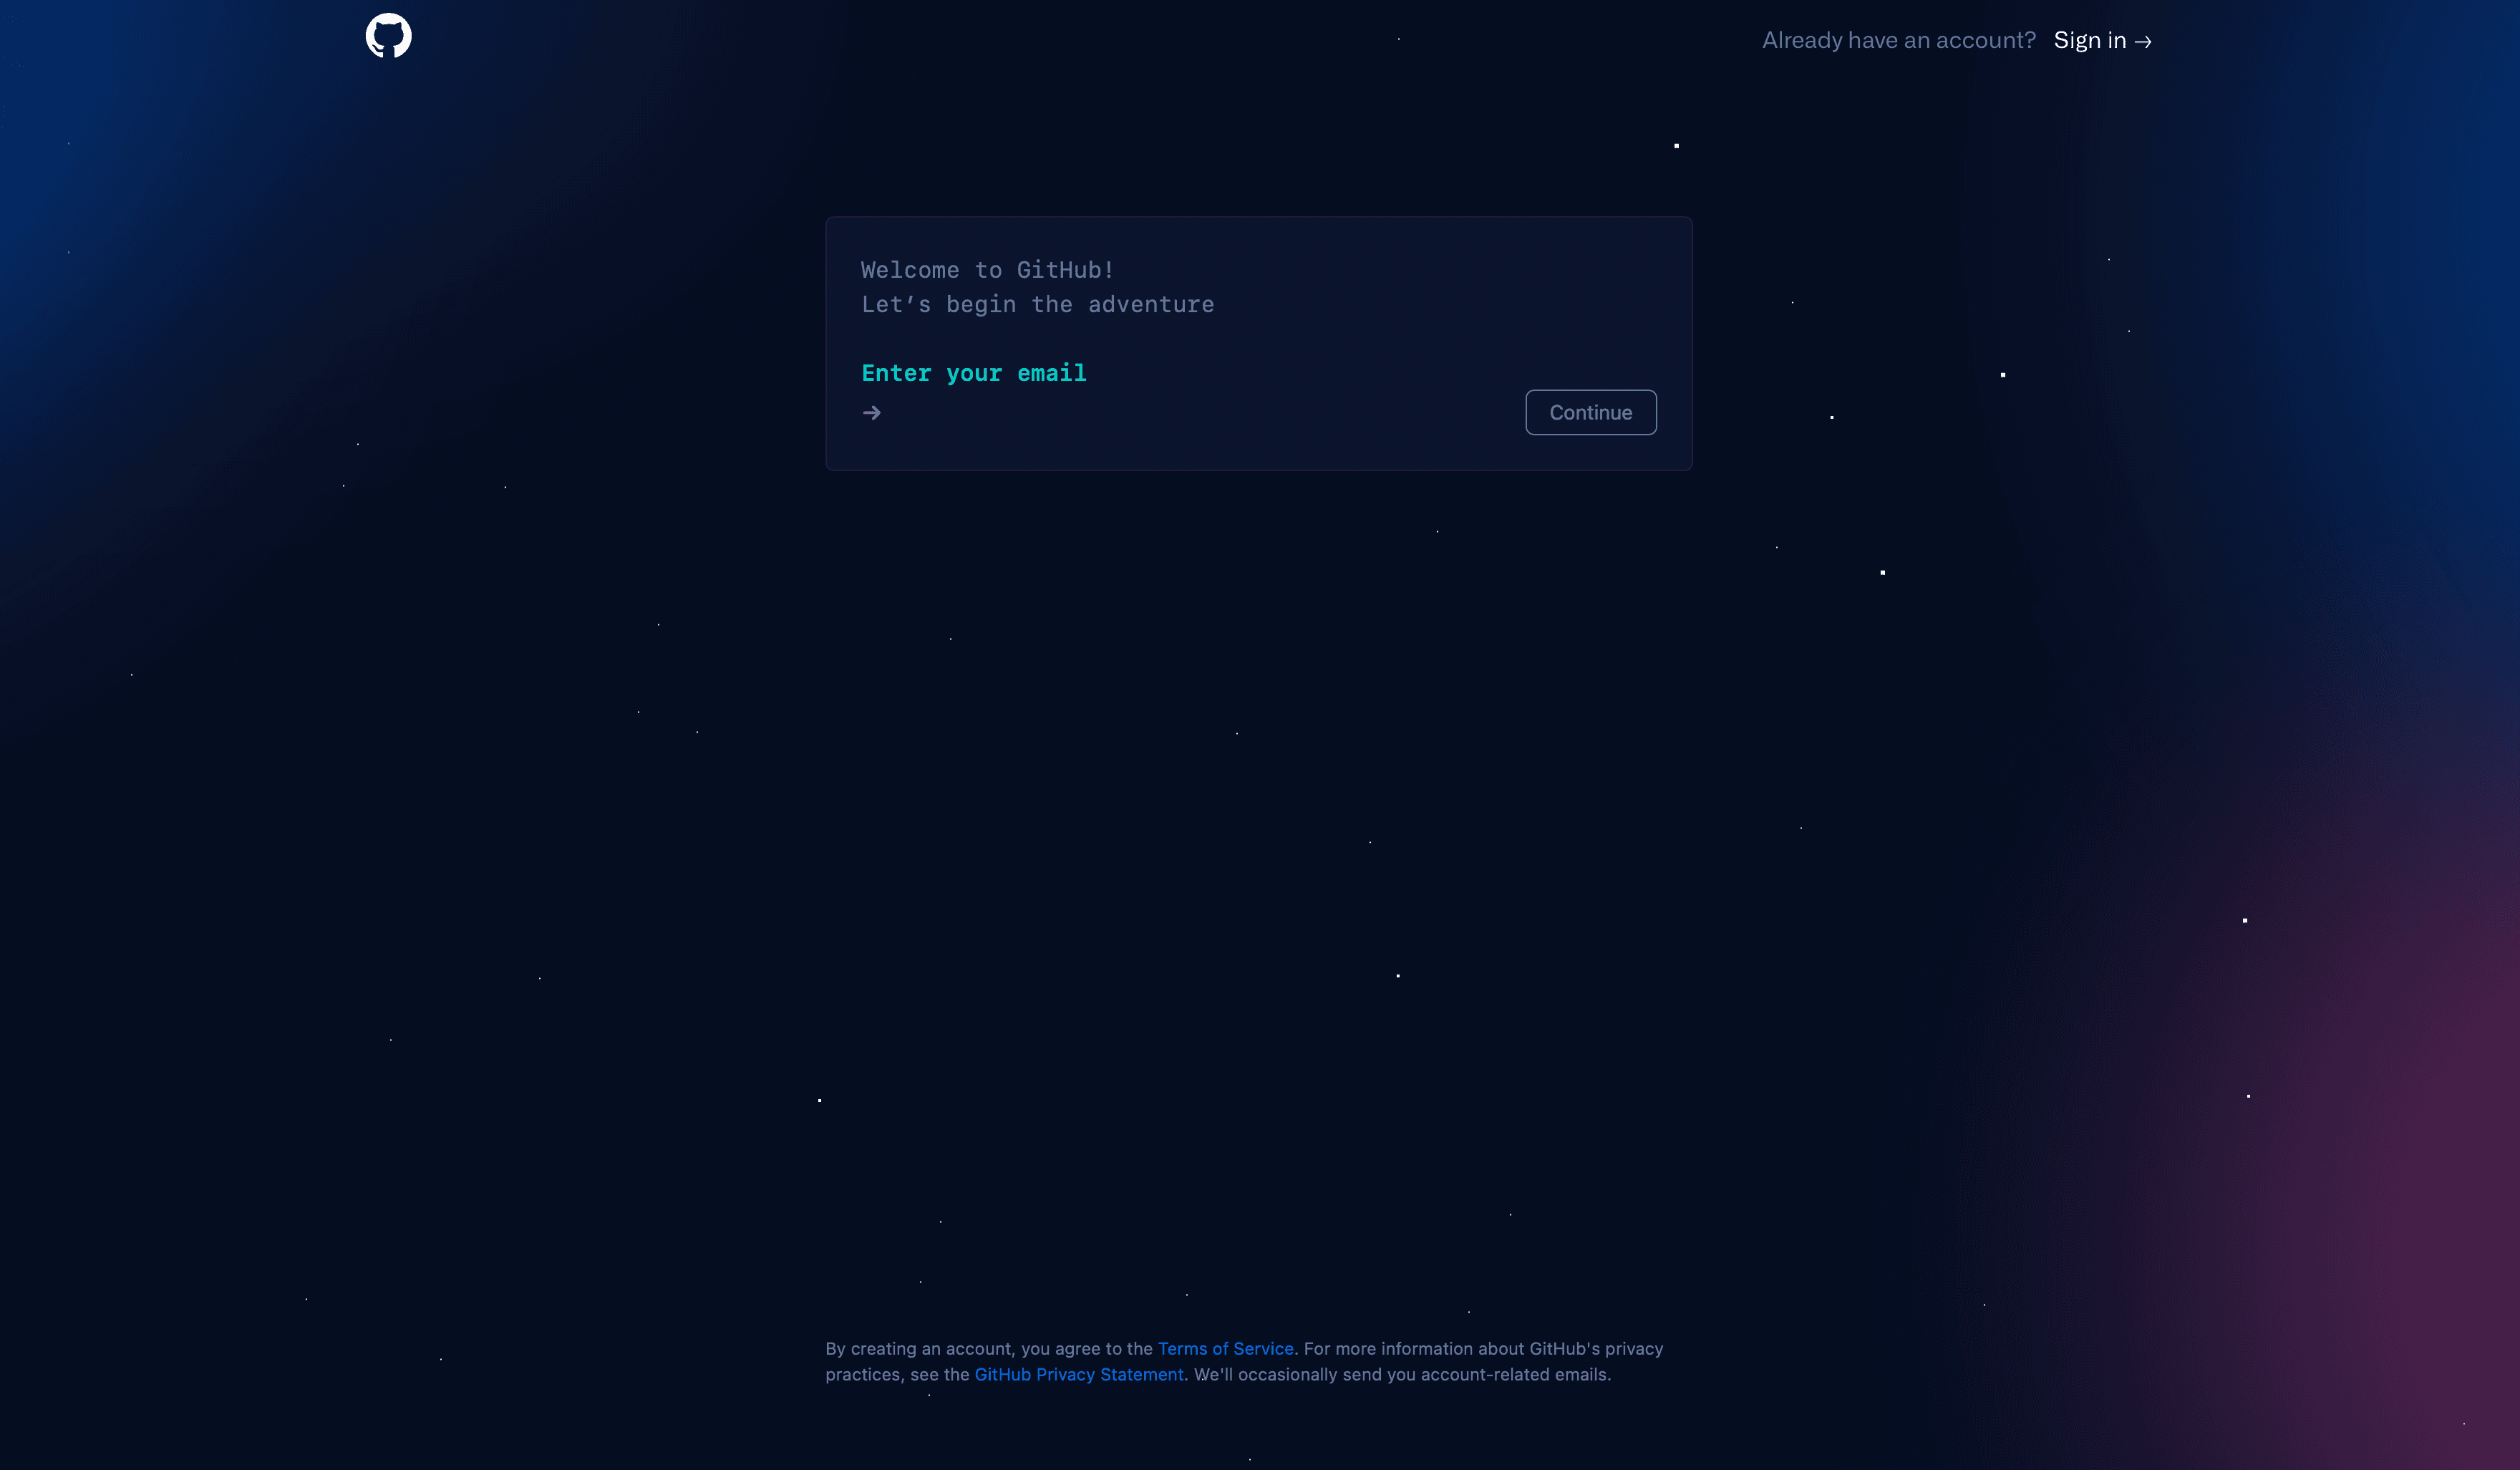 Already have an account? Sign in →
Welcome to GitHub!
Let’s begin the adventure
Enter your email
→
Continue
By creating an account, you agree to the Terms of Service. For more information about GitHub's privacy
practices, see the GitHub Privacy Statement. We'll occasionally send you account-related emails.